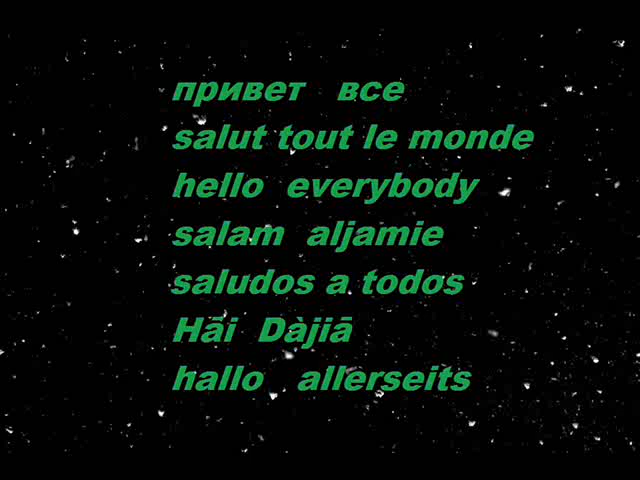 привет все
salut tout le monde
hello everybody
salam aljamie
saludos a todos
Hāi Dàjiā
hallo allerseits